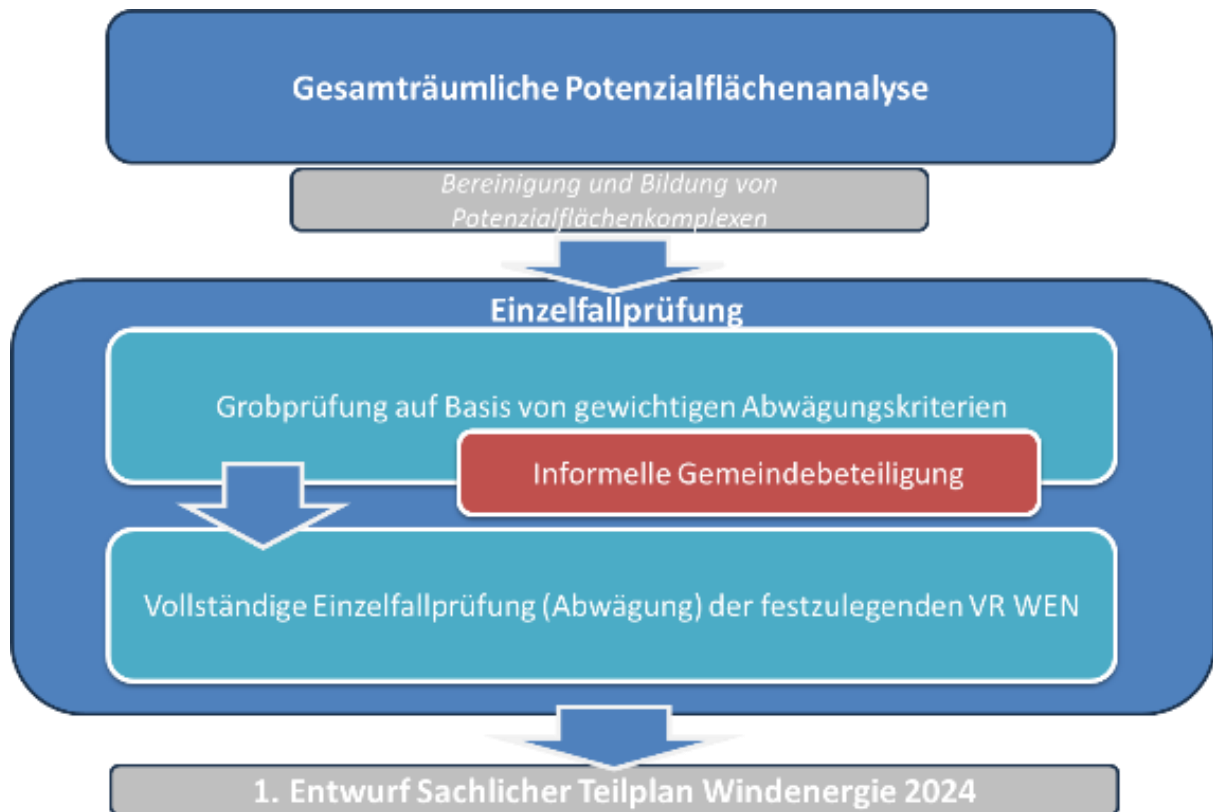 Gesamträumliche Potenzialflächenanalyse
Bereinigung und Bildung von
Potenzialflächenkomplexen
Einzelfallprüfung
Grobprüfung auf Basis von gewichtigen Abwägungskriterien
Informelle Gemeindebeteiligung
Vollständige Einzelfallprüfung (Abwägung) der festzulegenden VR WEN
1. Entwurf Sachlicher Teilplan Windenergie 2024